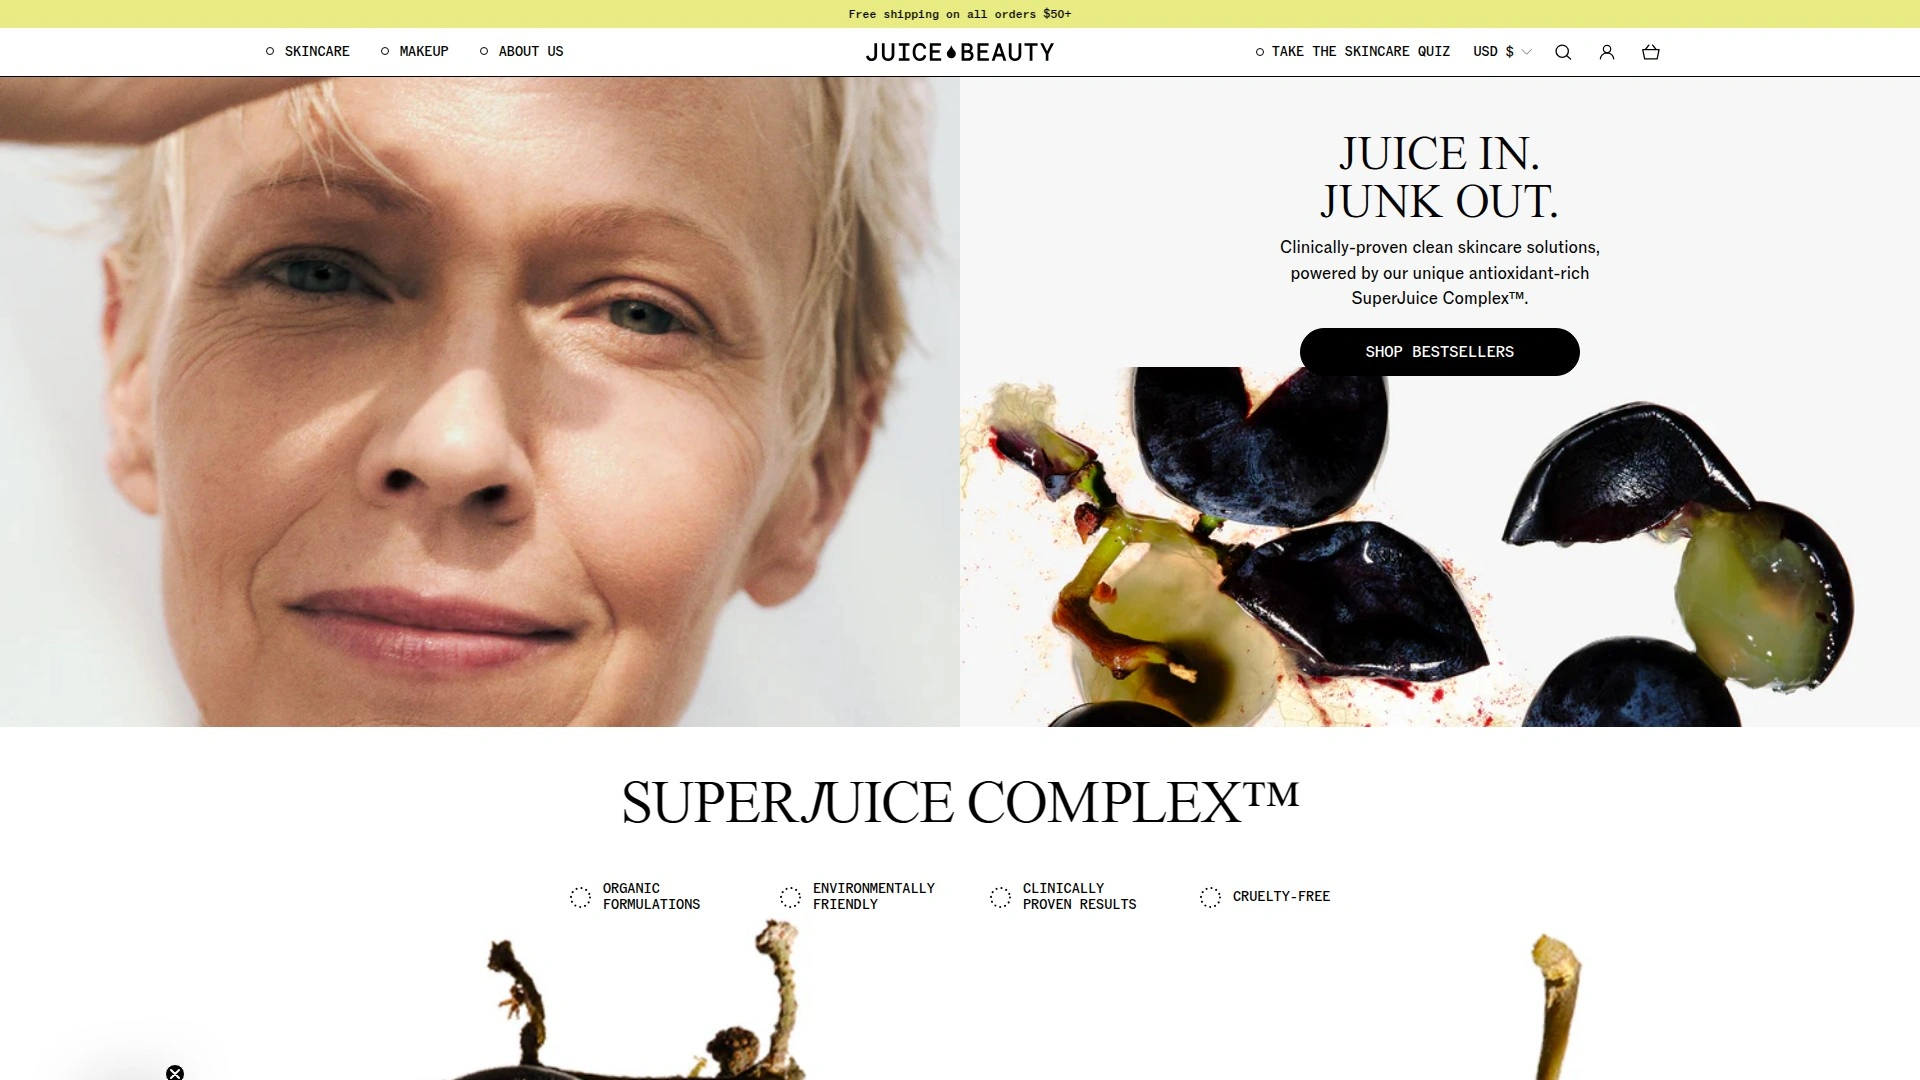 Free shipping on all orders $50+
SKINCARE
MAKEUP
ABOUT US
JUICE BEAUTY
TAKE THE SKINCARE QUIZ
USD $
JUICE IN.
JUNK OUT.
Clinically-proven clean skincare solutions,
powered by our unique antioxidant-rich
SuperJuice Complex™.
SHOP BESTSELLERS
SUPERJUICE COMPLEX™
ORGANIC
FORMULATIONS
ENVIRONMENTALLY
FRIENDLY
CLINICALLY
PROVEN RESULTS
CRUELTY-FREE